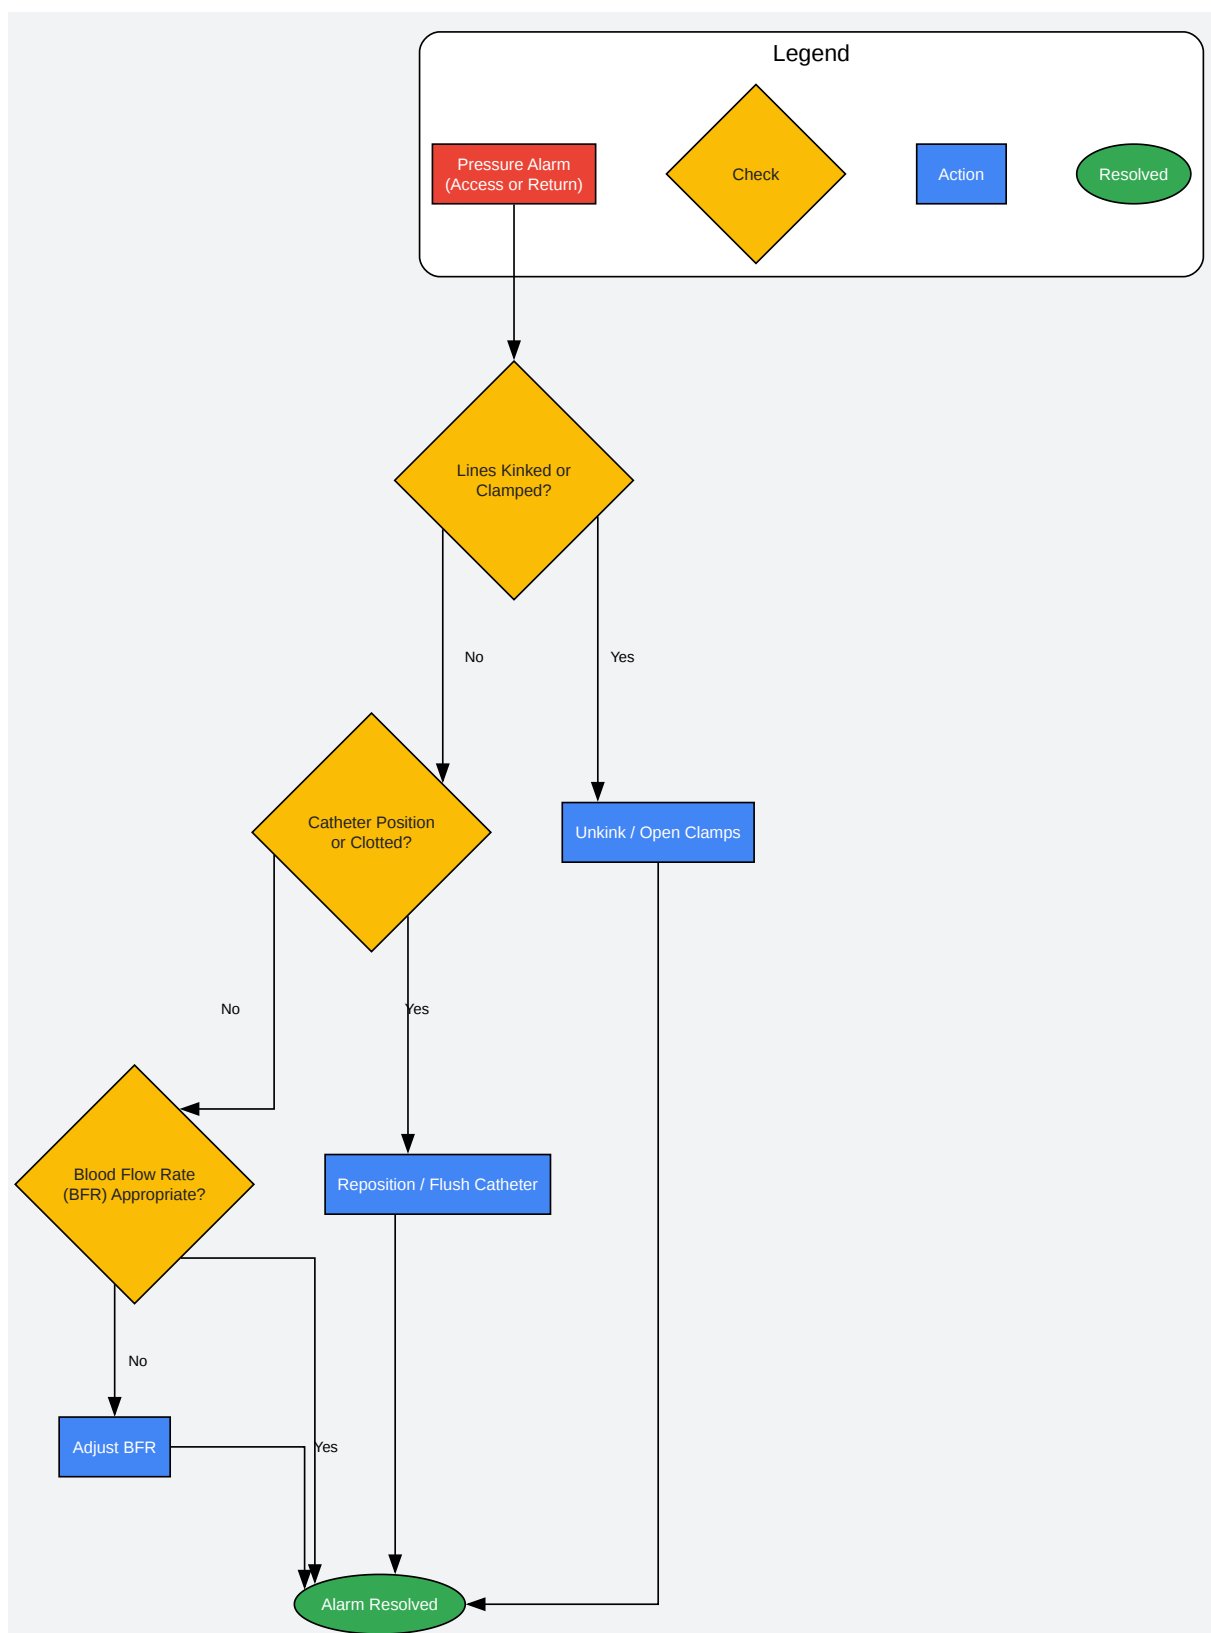 Legend
Pressure Alarm
(Access or Return)
Check
Action
Resolved
Lines Kinked or
Clamped?
No
Yes
Catheter Position
or Clotted?
Unkink / Open Clamps
No
Yes
Blood Flow Rate
(BFR) Appropriate?
Reposition / Flush Catheter
No
Adjust BFR
Yes
Alarm Resolved